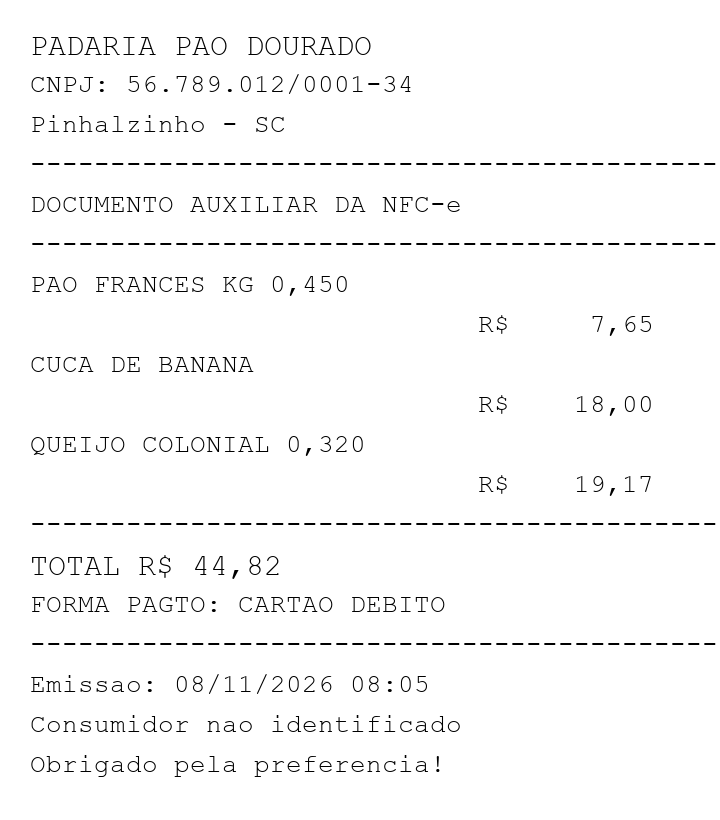 PADARIA PAO DOURADO
CNPJ: 56.789.012/0001-34
Pinhalzinho - SC
-------------------------------------------
DOCUMENTO AUXILIAR DA NFC-e
-------------------------------------------
PAO FRANCES KG 0,450
R$ 7,65
CUCA DE BANANA
R$ 18,00
QUEIJO COLONIAL 0,320
R$ 19,17
-------------------------------------------
TOTAL R$ 44,82
FORMA PAGTO: CARTAO DEBITO
-------------------------------------------
Emissao: 08/11/2026 08:05
Consumidor nao identificado
Obrigado pela preferencia!